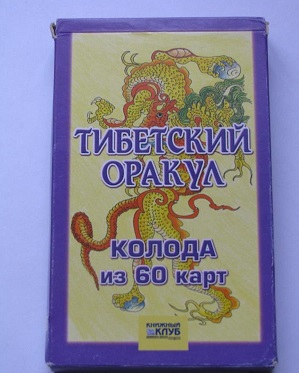 ТИБЕТСКИЙ
ОРАКУЛ
КОЛОДА
из 60 карт
КНИЖНЫЙ
КЛУБ